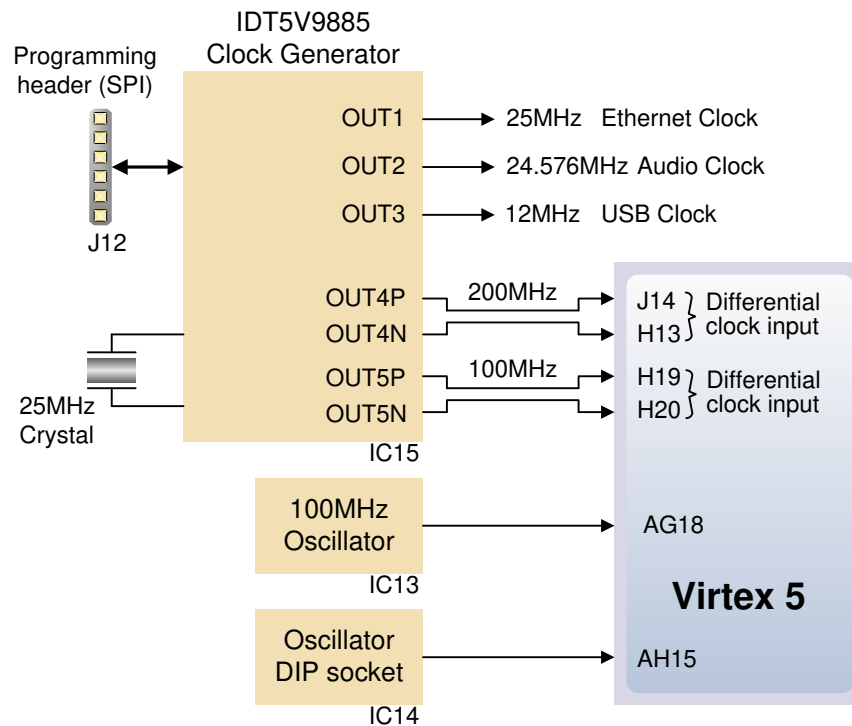 IDT5V9885
Clock Generator
Programming
header (SPI)
J12
OUT1
25MHz Ethernet Clock
OUT2
24.576MHz Audio Clock
OUT3
12MHz USB Clock
OUT4P
200MHz
J14
H13
Differential
clock input
OUT4N
OUT5P
100MHz
H19
H20
Differential
clock input
OUT5N
25MHz
Crystal
IC15
100MHz
Oscillator
IC13
AG18
Virtex 5
Oscillator
DIP socket
IC14
AH15